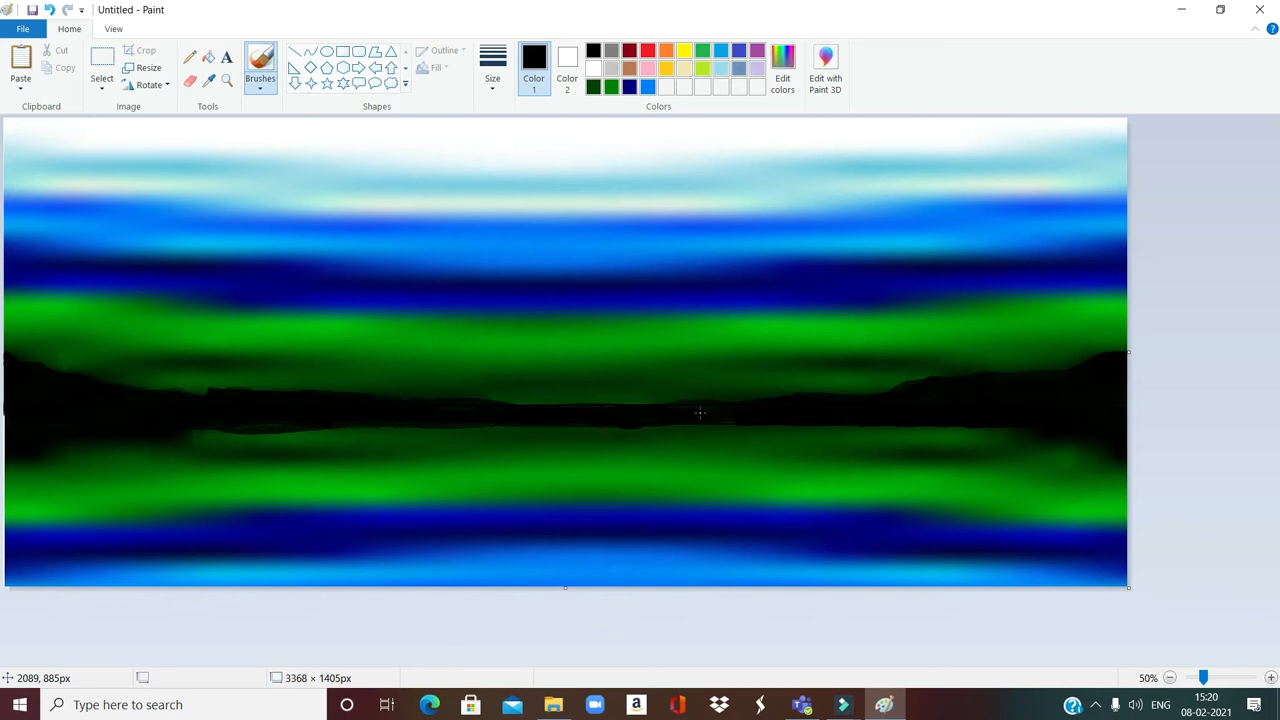 Untitled - Paint
File
Home
View
Paste
Cut
Copy
Clipboard
Select
Crop
Resize
Rotate
Image
A
Tools
Brushes
Shapes
Outline
Fill
Size
Color
1
Color
2
Colors
Edit
colors
Edit with
Paint 3D
2089, 885px
3368 × 1405px
50%
Type here to search
ENG
15:20
08-02-2021